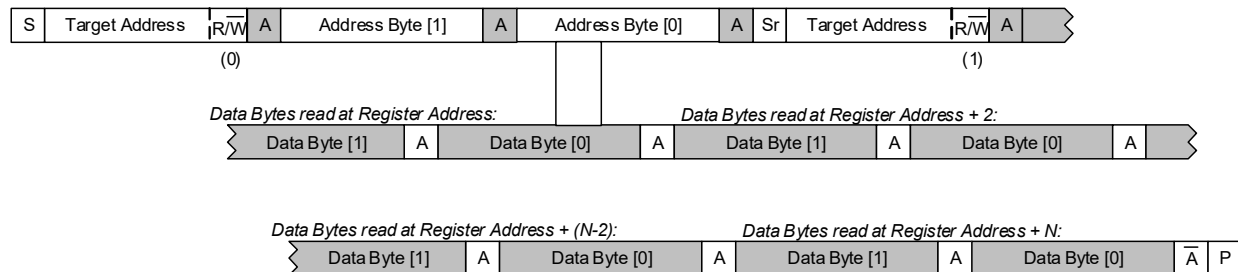 S Target Address R/W̅ A Address Byte [1] A Address Byte [0] A Sr Target Address R/W̅ A
(0) (1)
Data Bytes read at Register Address: Data Bytes read at Register Address + 2:
Data Byte [1] A Data Byte [0] A Data Byte [1] A Data Byte [0] A
Data Bytes read at Register Address + (N-2): Data Bytes read at Register Address + N:
Data Byte [1] A Data Byte [0] A Data Byte [1] A Data Byte [0] A̅ P